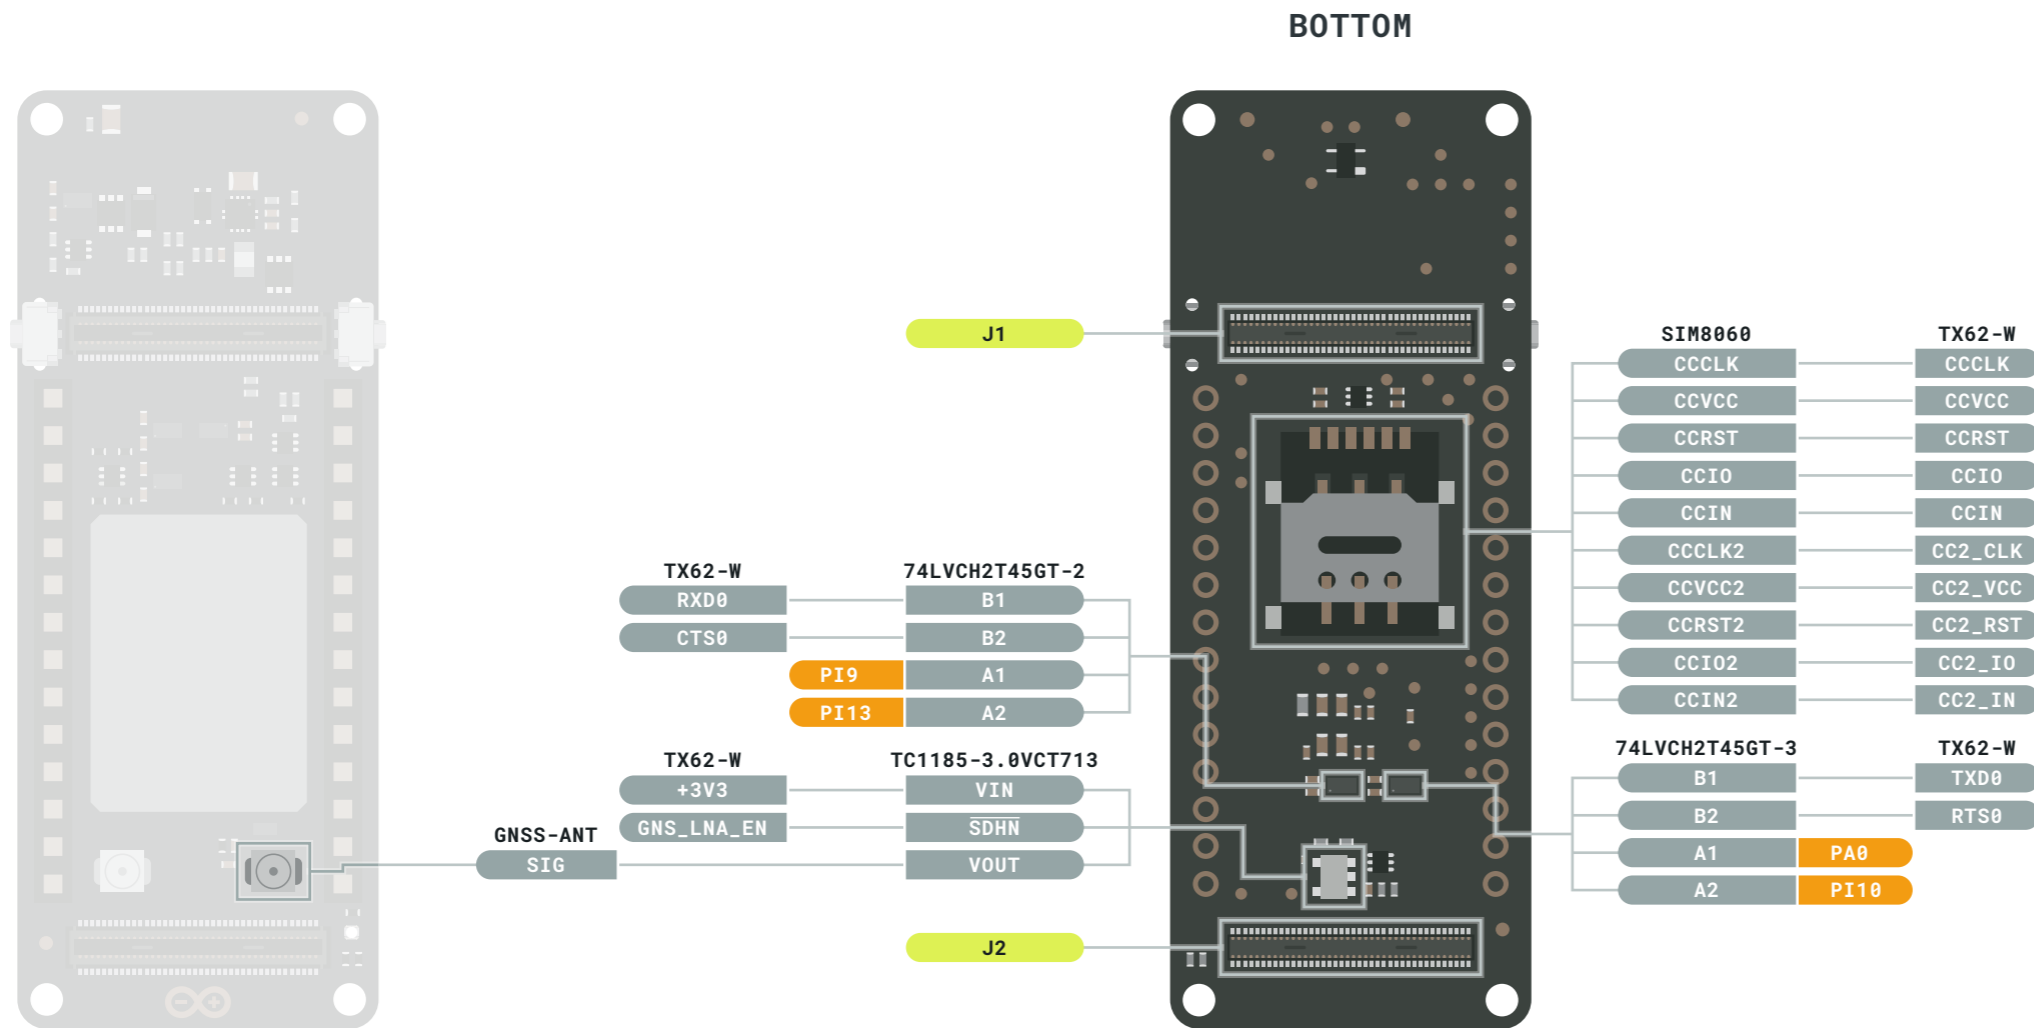 BOTTOM
J1
SIM8060 TX62-W
CCCLK CCCLK
CCVCC CCVCC
CCRST CCRST
CCIO CCIO
CCIN CCIN
CCCLK2 CC2_CLK
CCVCC2 CC2_VCC
CCRST2 CC2_RST
CCIO2 CC2_IO
CCIN2 CC2_IN
TX62-W 74LVCH2T45GT-2
RXD0 B1
CTS0 B2
PI9 A1
PI13 A2
TX62-W TC1185-3.0VCT713
+3V3 VIN
GNS_LNA_EN SDHN
GNSS-ANT
SIG VOUT
74LVCH2T45GT-3 TX62-W
B1 TXD0
B2 RTS0
A1 PA0
A2 PI10
J2